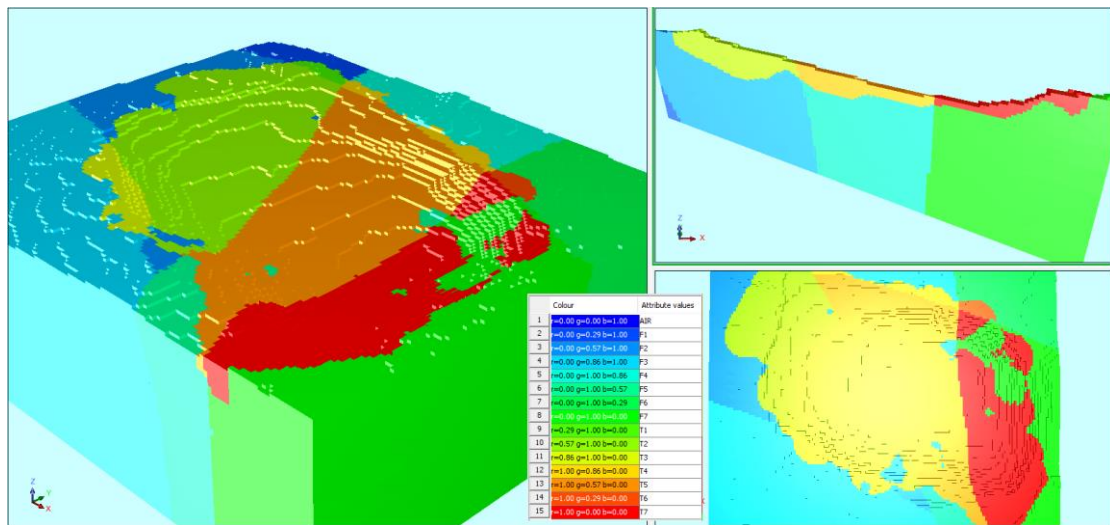 Z
X
Z
Y
X
Colour Attribute values
1 r=0.00 g=0.00 b=1.00 AIR
2 r=0.00 g=0.29 b=1.00 F1
3 r=0.00 g=0.57 b=1.00 F2
4 r=0.00 g=0.86 b=1.00 F3
5 r=0.00 g=1.00 b=0.86 F4
6 r=0.00 g=1.00 b=0.57 F5
7 r=0.00 g=1.00 b=0.29 F6
8 r=0.00 g=1.00 b=0.00 F7
9 r=0.29 g=1.00 b=0.00 T1
10 r=0.57 g=1.00 b=0.00 T2
11 r=0.86 g=1.00 b=0.00 T3
12 r=1.00 g=0.86 b=0.00 T4
13 r=1.00 g=0.57 b=0.00 T5
14 r=1.00 g=0.29 b=0.00 T6
15 r=1.00 g=0.00 b=0.00 T7